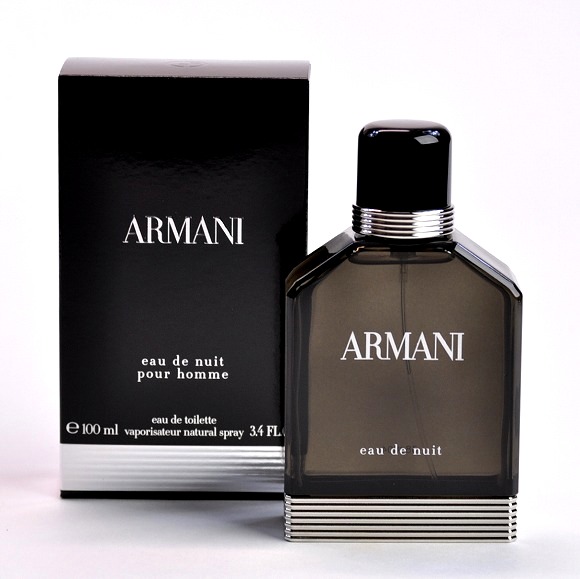 ARMANI
eau de nuit
pour homme
eau de toilette
℮100 ml vaporisateur natural spray 3.4 FL.
ARMANI
eau de nuit